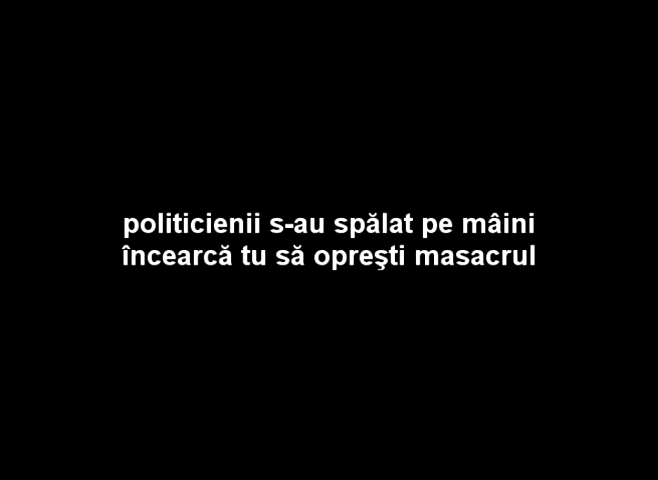 politicienii s-au spălat pe mâini
încearcă tu să opreşti masacrul